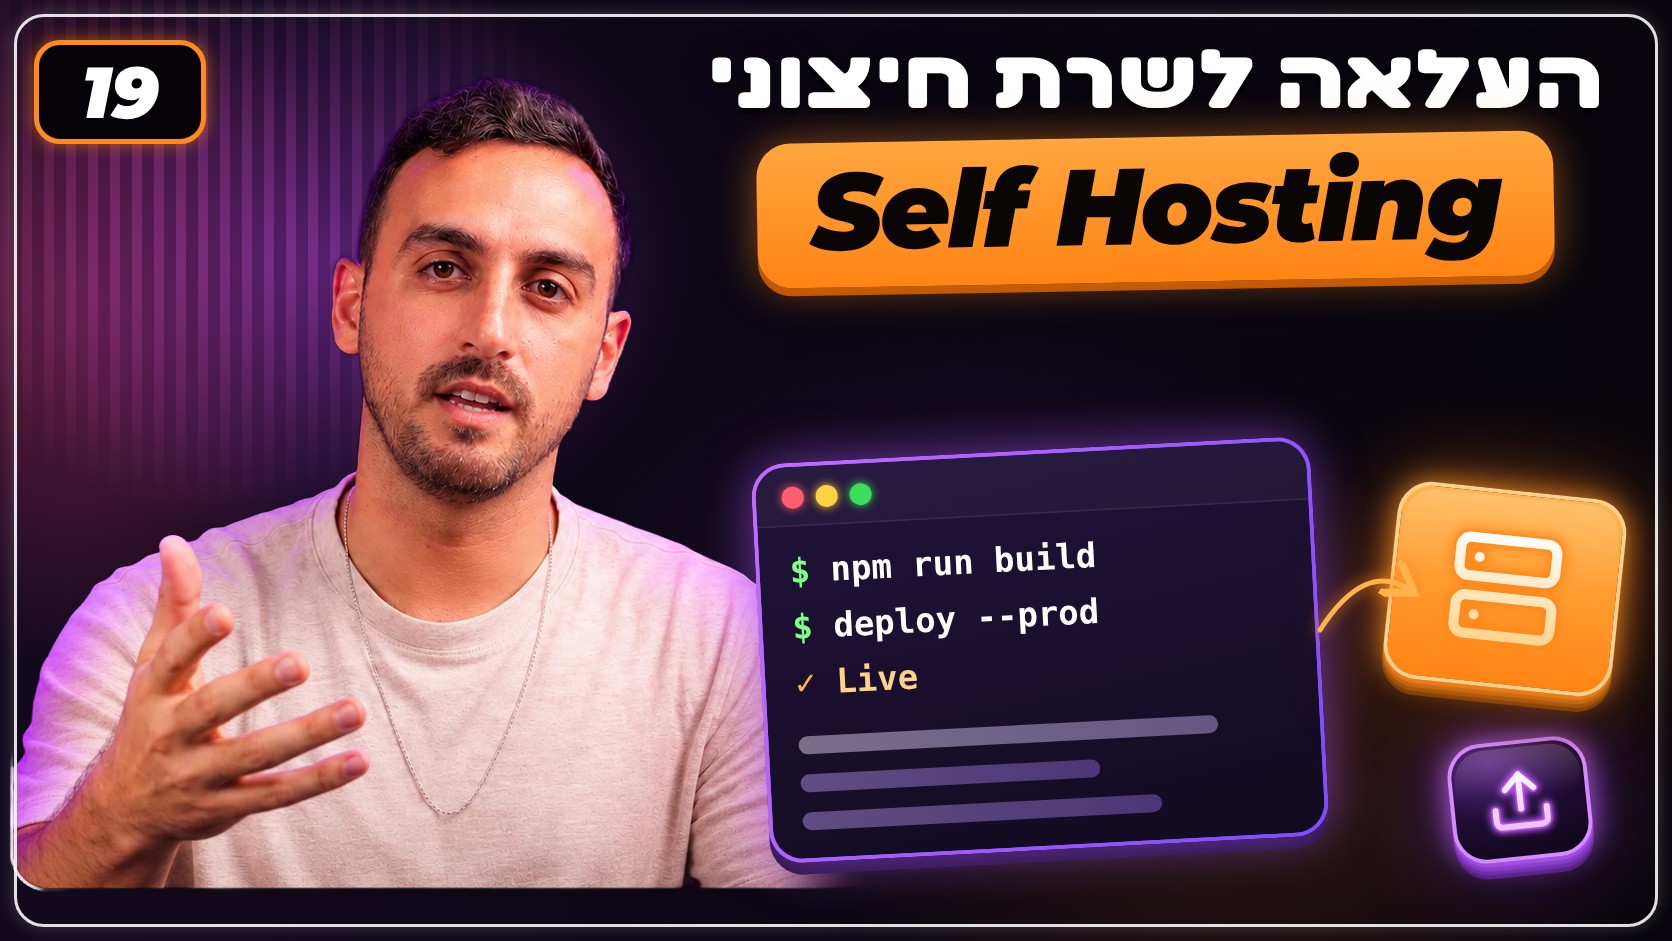 19
העלאה לשרת חיצוני
Self Hosting
$ npm run build
$ deploy --prod
✓ Live